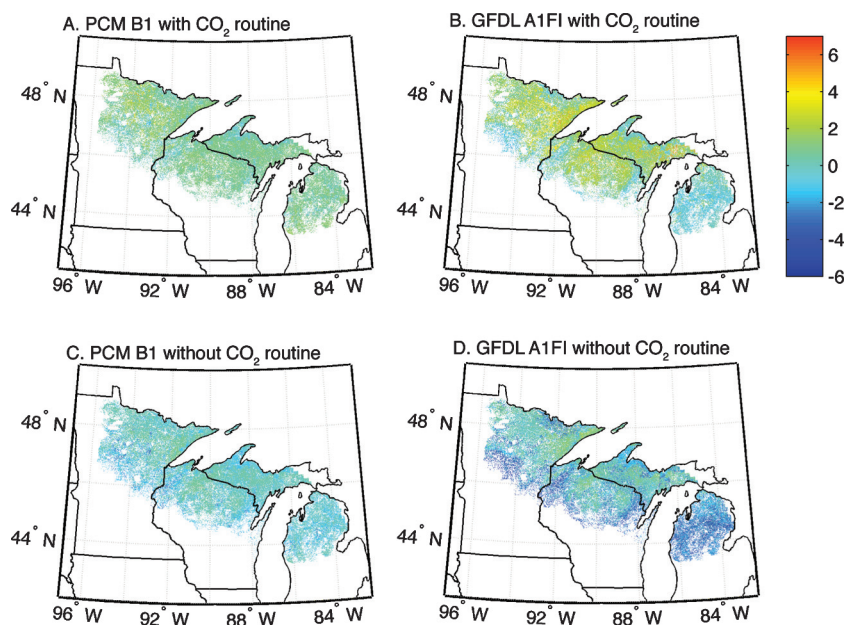 A. PCM B1 with CO2 routine
B. GFDL A1FI with CO2 routine
48° N
44° N
96° W
92° W
88° W
84° W
48° N
44° N
96° W
92° W
88° W
84° W
6
4
2
0
-2
-4
-6
C. PCM B1 without CO2 routine
D. GFDL A1FI without CO2 routine
48° N
44° N
96° W
92° W
88° W
84° W
48° N
44° N
96° W
92° W
88° W
84° W